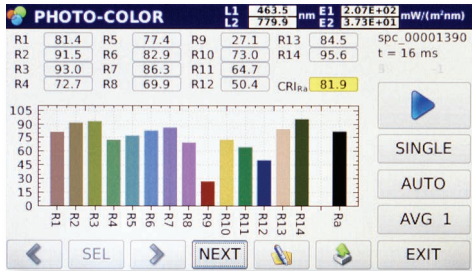 PHOTO-COLOR L1 463.5 nm E1 2.07E+02 mW/(m²nm)
L2 779.9 E2 3.73E+01
R1 81.4 R5 77.4 R9 27.1 R13 84.5 spc_00001390
R2 91.5 R6 82.9 R10 73.0 R14 95.6 t = 16 ms
R3 93.0 R7 86.3 R11 64.7
R4 72.7 R8 69.9 R12 50.4 CRIRa 81.9
105
90
75
60
45
30
15
0
R1 R2 R3 R4 R5 R6 R7 R8 R9 R10 R11 R12 R13 R14 Ra
SINGLE
AUTO
AVG 1
SEL NEXT EXIT